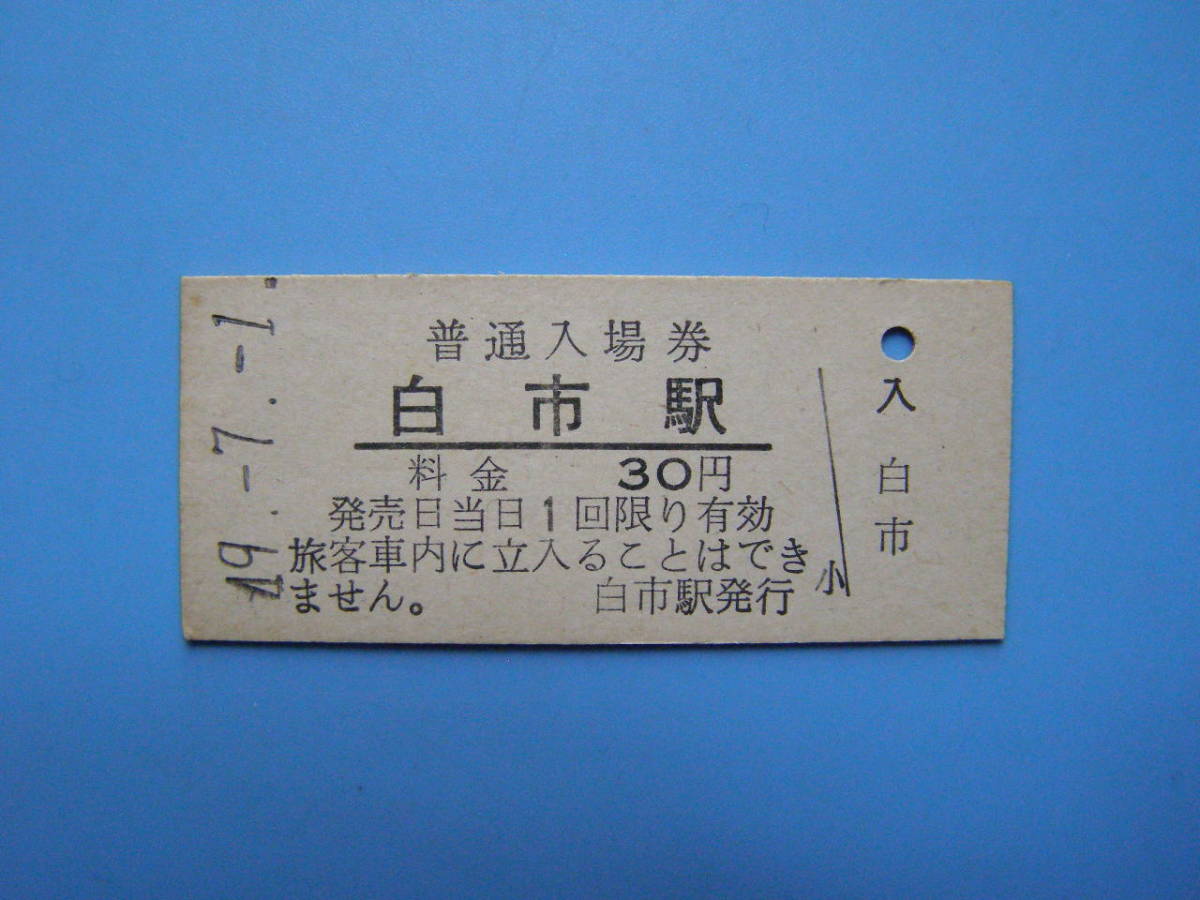 49.-7.-1.
普通入場券
白市駅
料金 30円
発売日当日1回限り有効
旅客車内に立入ることはでき
ません。 白市駅発行
小
入
白市